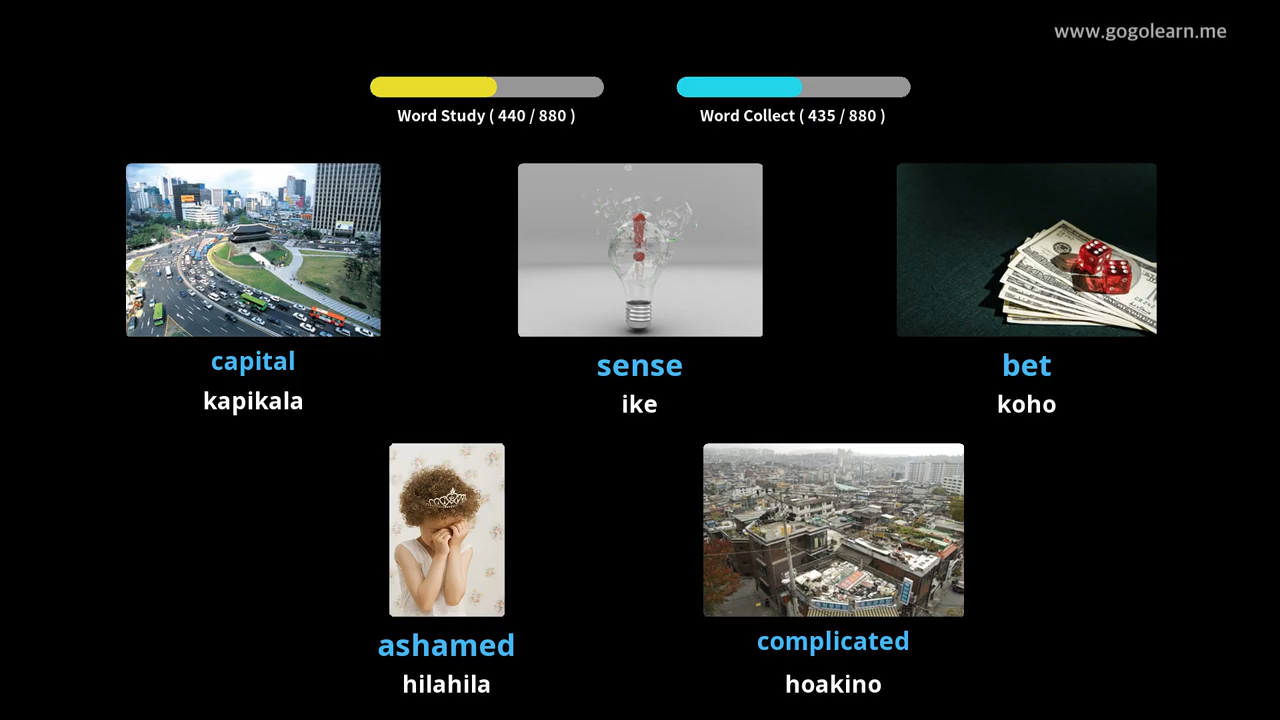 www.gogolearn.me
Word Study ( 440 / 880 )
Word Collect ( 435 / 880 )
capital
kapikala
sense
ike
bet
koho
ashamed
hilahila
complicated
hoakino